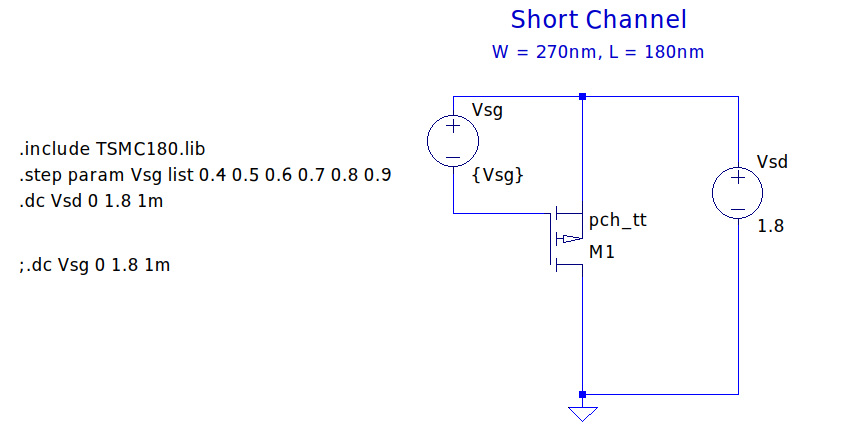 Short Channel
W = 270nm, L = 180nm
Vsg
{Vsg}
.include TSMC180.lib
.step param Vsg list 0.4 0.5 0.6 0.7 0.8 0.9
.dc Vsd 0 1.8 1m
;.dc Vsg 0 1.8 1m
pch_tt
M1
Vsd
1.8